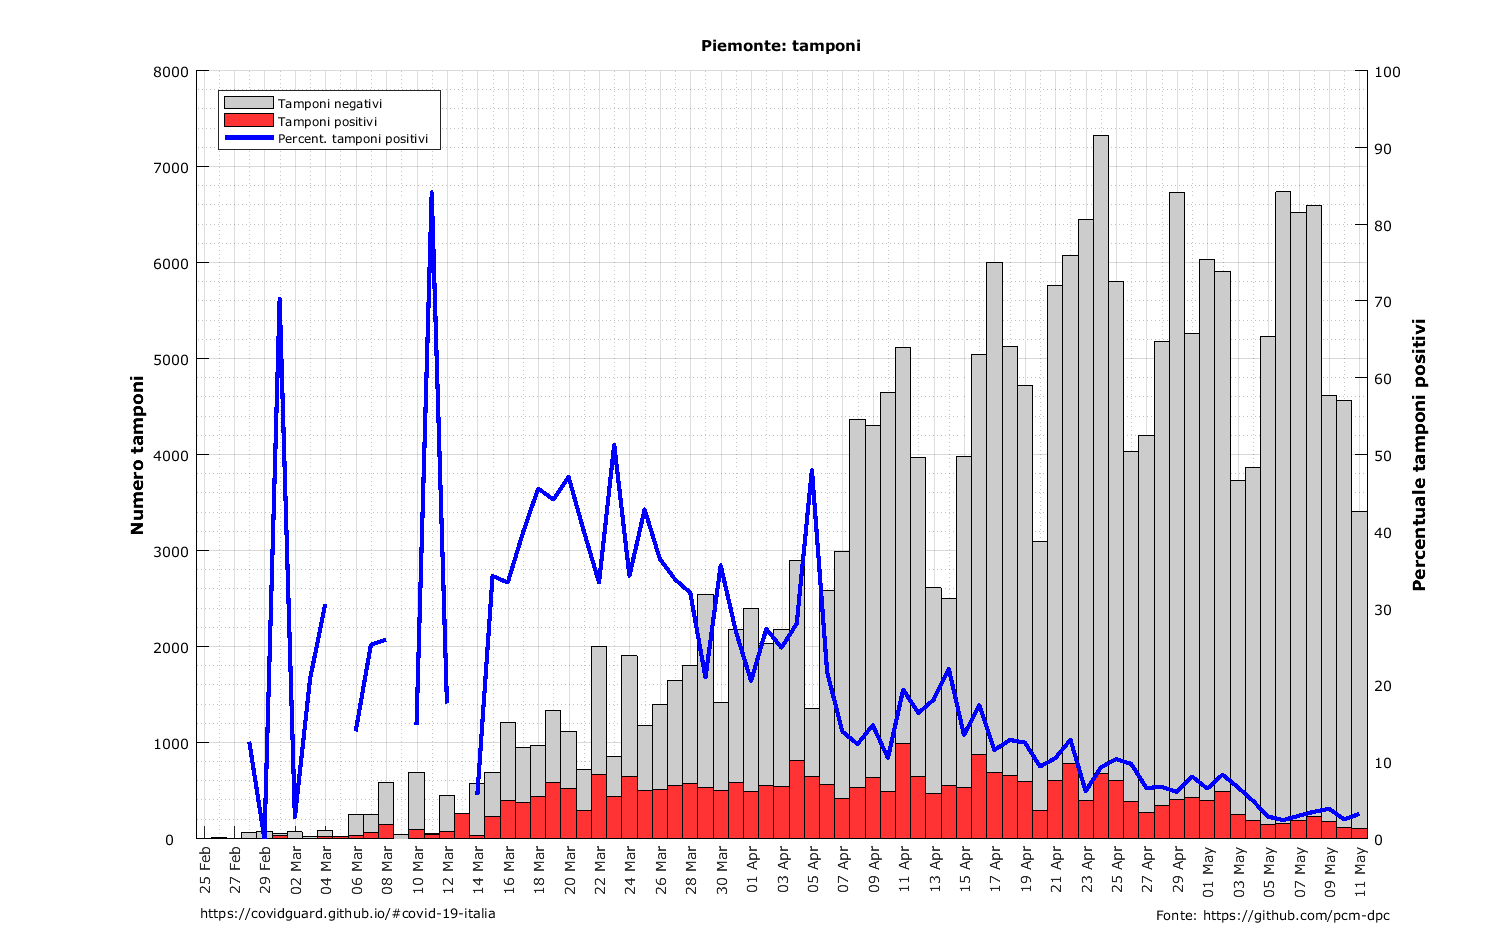 Piemonte: tamponi
Tamponi negativi
Tamponi positivi
Percent. tamponi positivi
Numero tamponi
8000
7000
6000
5000
4000
3000
2000
1000
0
100
90
80
70
60
50
40
30
20
10
0
Percentuale tamponi positivi
25 Feb
27 Feb
29 Feb
02 Mar
04 Mar
06 Mar
08 Mar
10 Mar
12 Mar
14 Mar
16 Mar
18 Mar
20 Mar
22 Mar
24 Mar
26 Mar
28 Mar
30 Mar
01 Apr
03 Apr
05 Apr
07 Apr
09 Apr
11 Apr
13 Apr
15 Apr
17 Apr
19 Apr
21 Apr
23 Apr
25 Apr
27 Apr
29 Apr
01 May
03 May
05 May
07 May
09 May
11 May
https://covidguard.github.io/#covid-19-italia
Fonte: https://github.com/pcm-dpc